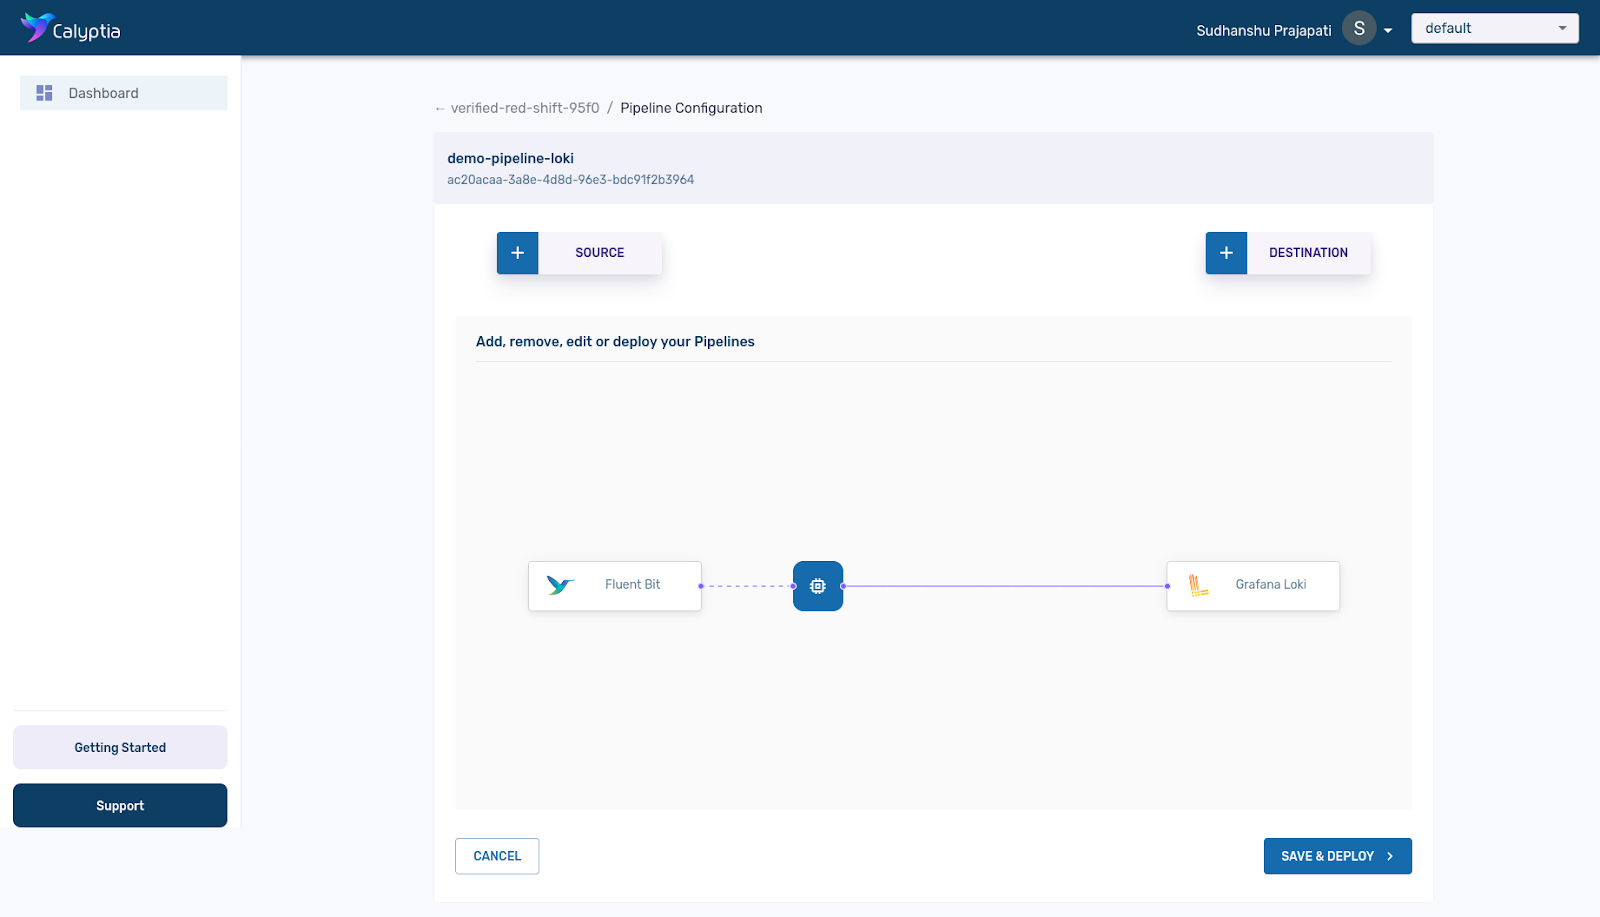 Calyptia
Sudhanshu Prajapati
S
default
Dashboard
← verified-red-shift-95f0 / Pipeline Configuration
demo-pipeline-loki
ac20acaa-3a8e-4d8d-96e3-bdc91f2b3964
+ SOURCE
+ DESTINATION
Add, remove, edit or deploy your Pipelines
Fluent Bit
Grafana Loki
Getting Started
Support
CANCEL
SAVE & DEPLOY